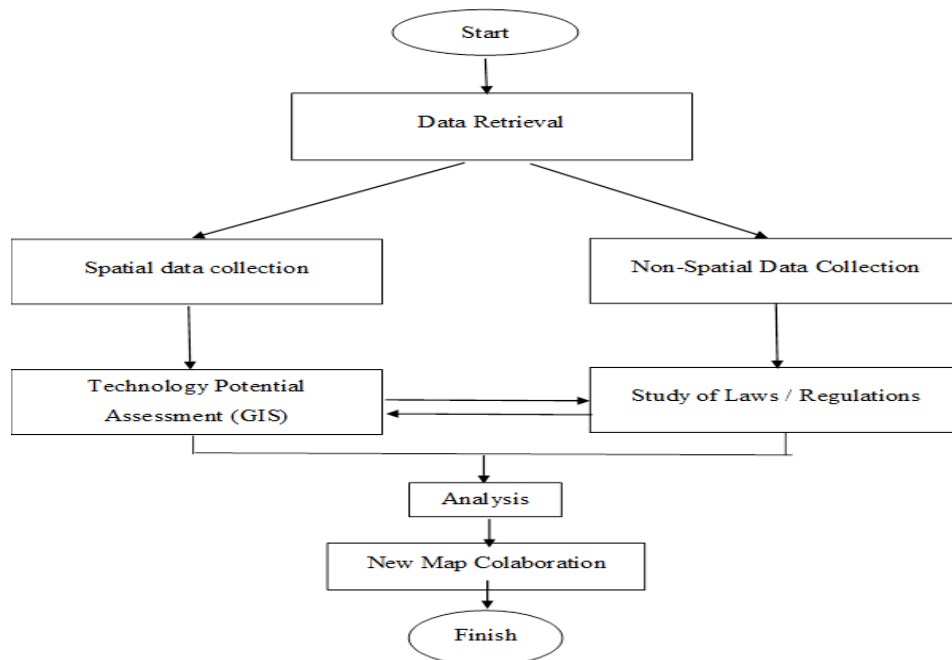 Start
Data Retrieval
Spatial data collection
Non-Spatial Data Collection
Technology Potential
Assessment (GIS)
Study of Laws / Regulations
Analysis
New Map Colaboration
Finish